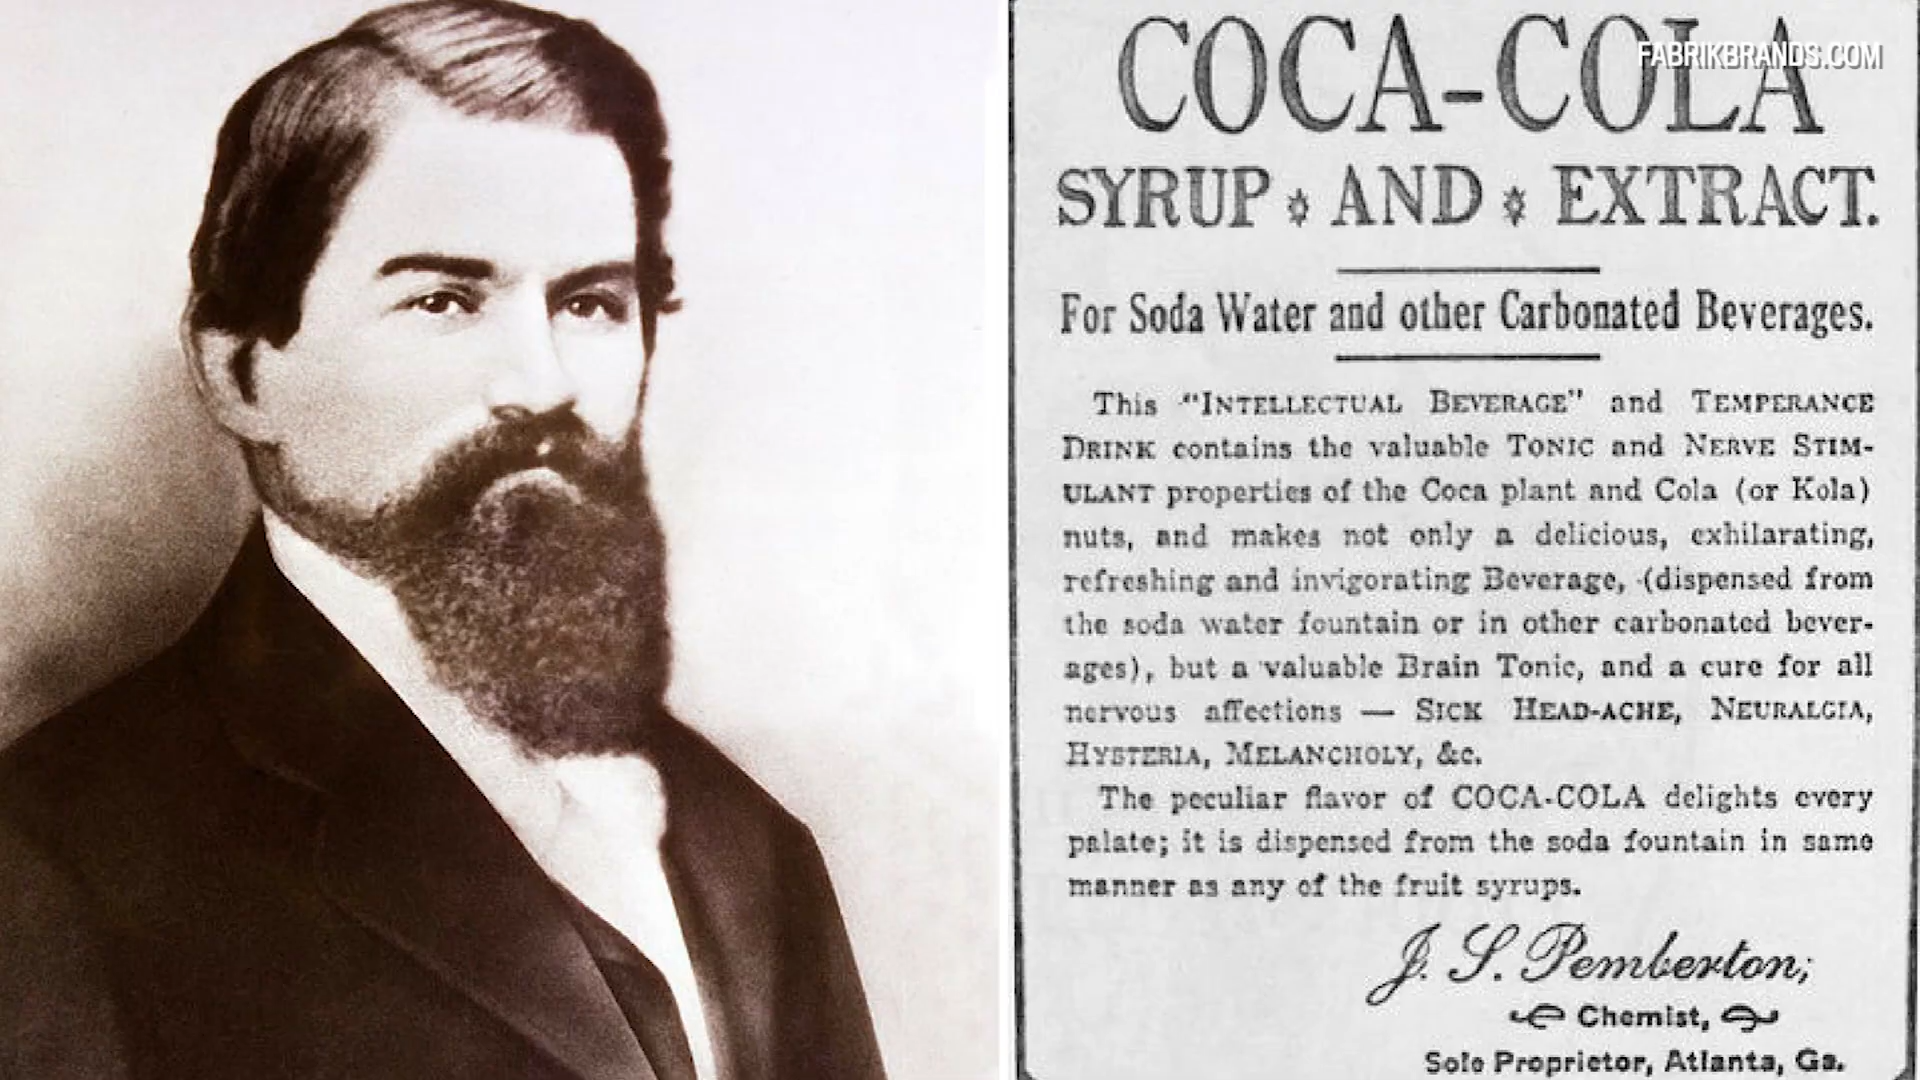 COCA-COLA
FABRIKBRANDS.COM
SYRUP * AND * EXTRACT.
For Soda Water and other Carbonated Beverages.
This "INTELLECTUAL BEVERAGE" and TEMPERANCE
DRINK contains the valuable TONIC and NERVE STIM-
ULANT properties of the Coca plant and Cola (or Kola)
nuts, and makes not only a delicious, exhilarating,
refreshing and invigorating Beverage, (dispensed from
the soda water fountain or in other carbonated bever-
ages), but a valuable Brain Tonic, and a cure for all
nervous affections — SICK HEAD-ACHE, NEURALGIA,
HYSTERIA, MELANCHOLY, &c.
The peculiar flavor of COCA-COLA delights every
palate; it is dispensed from the soda fountain in same
manner as any of the fruit syrups.
J. S. Pemberton;
Chemist,
Sole Proprietor, Atlanta, Ga.